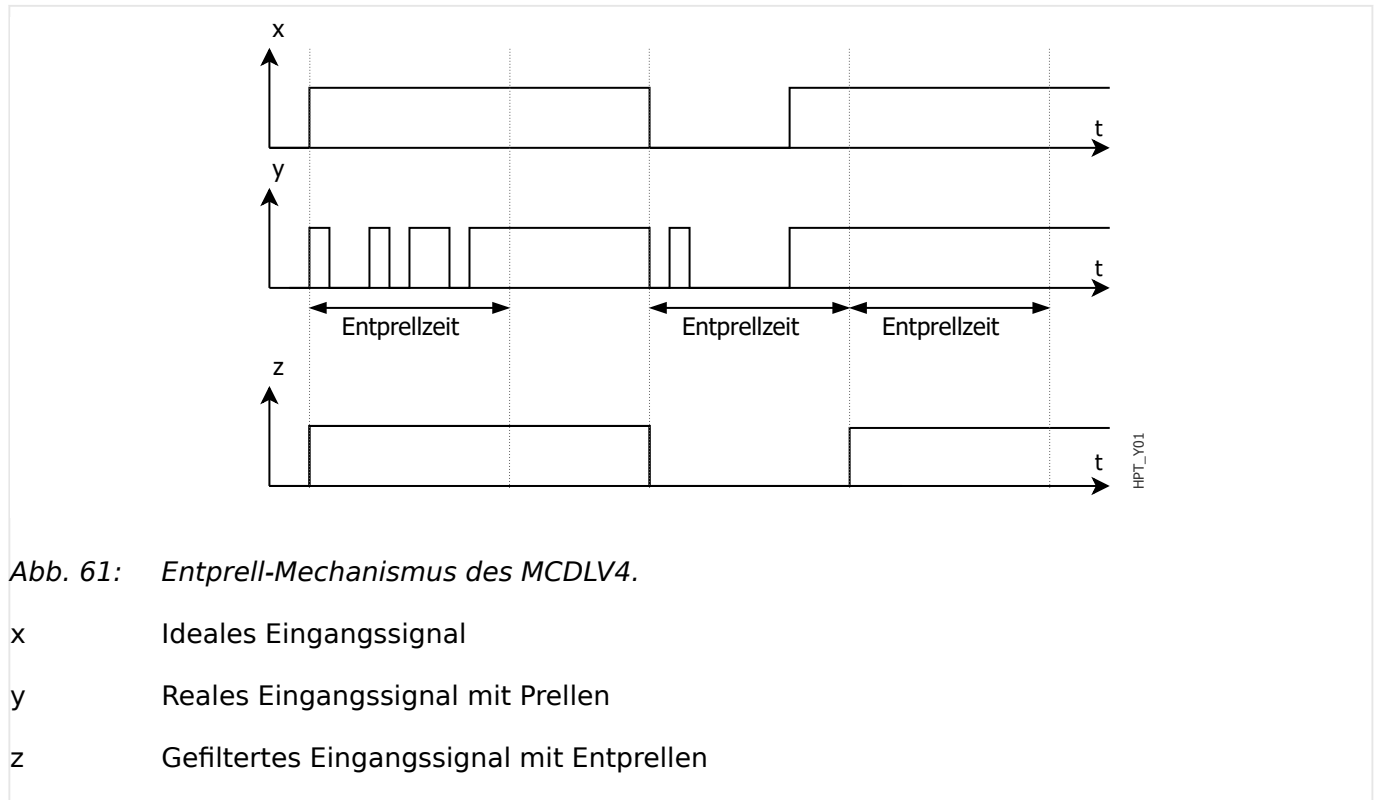 x
t
y
t
Entprellzeit Entprellzeit Entprellzeit
z
t
HPT_Y01
Abb. 61: Entprell-Mechanismus des MCDLV4.
x Ideales Eingangssignal
y Reales Eingangssignal mit Prellen
z Gefiltertes Eingangssignal mit Entprellen